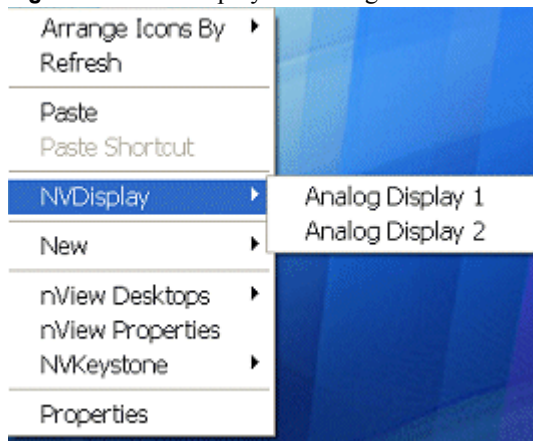 Arrange Icons By
Refresh
Paste
Paste Shortcut
NVDisplay
Analog Display 1
Analog Display 2
New
nView Desktops
nView Properties
NVKeystone
Properties